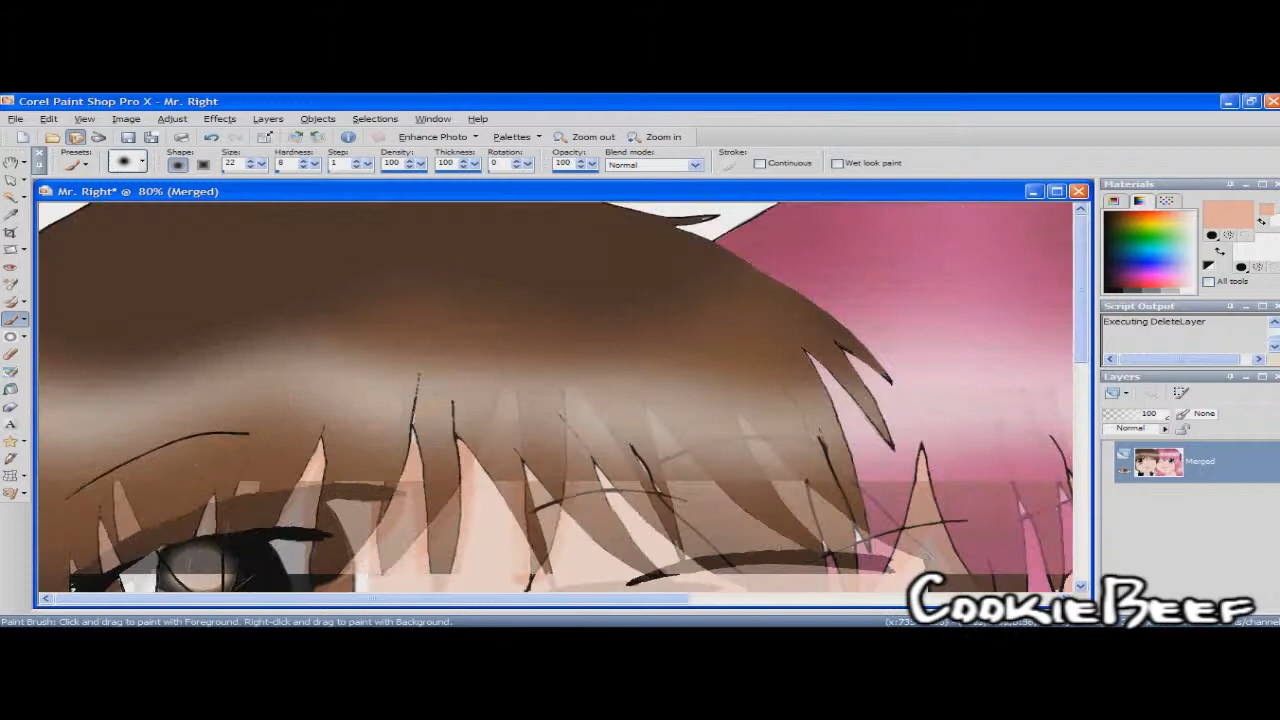 Corel Paint Shop Pro X - Mr. Right
File Edit View Image Adjust Effects Layers Objects Selections Window Help
Enhance Photo Palettes Zoom out Zoom in
Presets: Shape: Size: Hardness: Step: Density: Thickness: Rotation: Opacity: Blend mode: Stroke:
22 8 1 100 100 0 100 Normal Continuous Wet look paint
Mr. Right* @ 80% (Merged)
Materials
All tools
Script Output
Executing DeleteLayer
Layers
100 None
Normal
Merged
CookieBeef
Paint Brush: Click and drag to paint with Foreground. Right-click and drag to paint with Background.